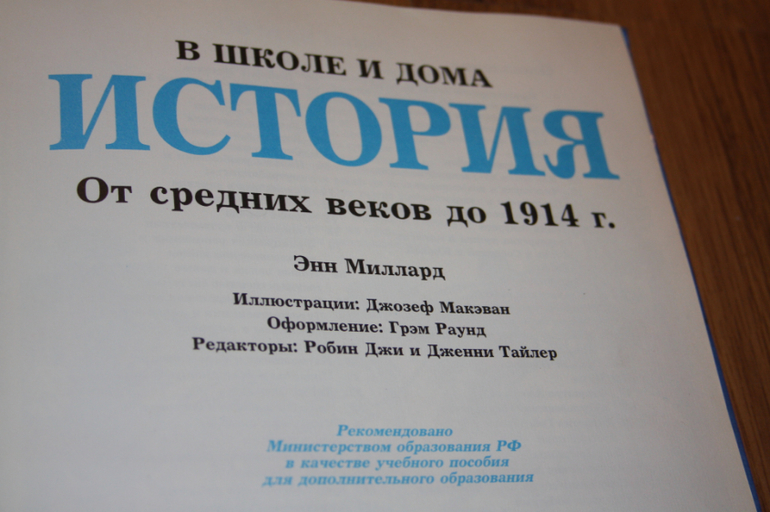 В ШКОЛЕ И ДОМА
ИСТОРИЯ
От средних веков до 1914 г.
Энн Миллард
Иллюстрации: Джозеф Макэван
Оформление: Грэм Раунд
Редакторы: Робин Джи и Дженни Тайлер
Рекомендовано
Министерством образования РФ
в качестве учебного пособия
для дополнительного образования